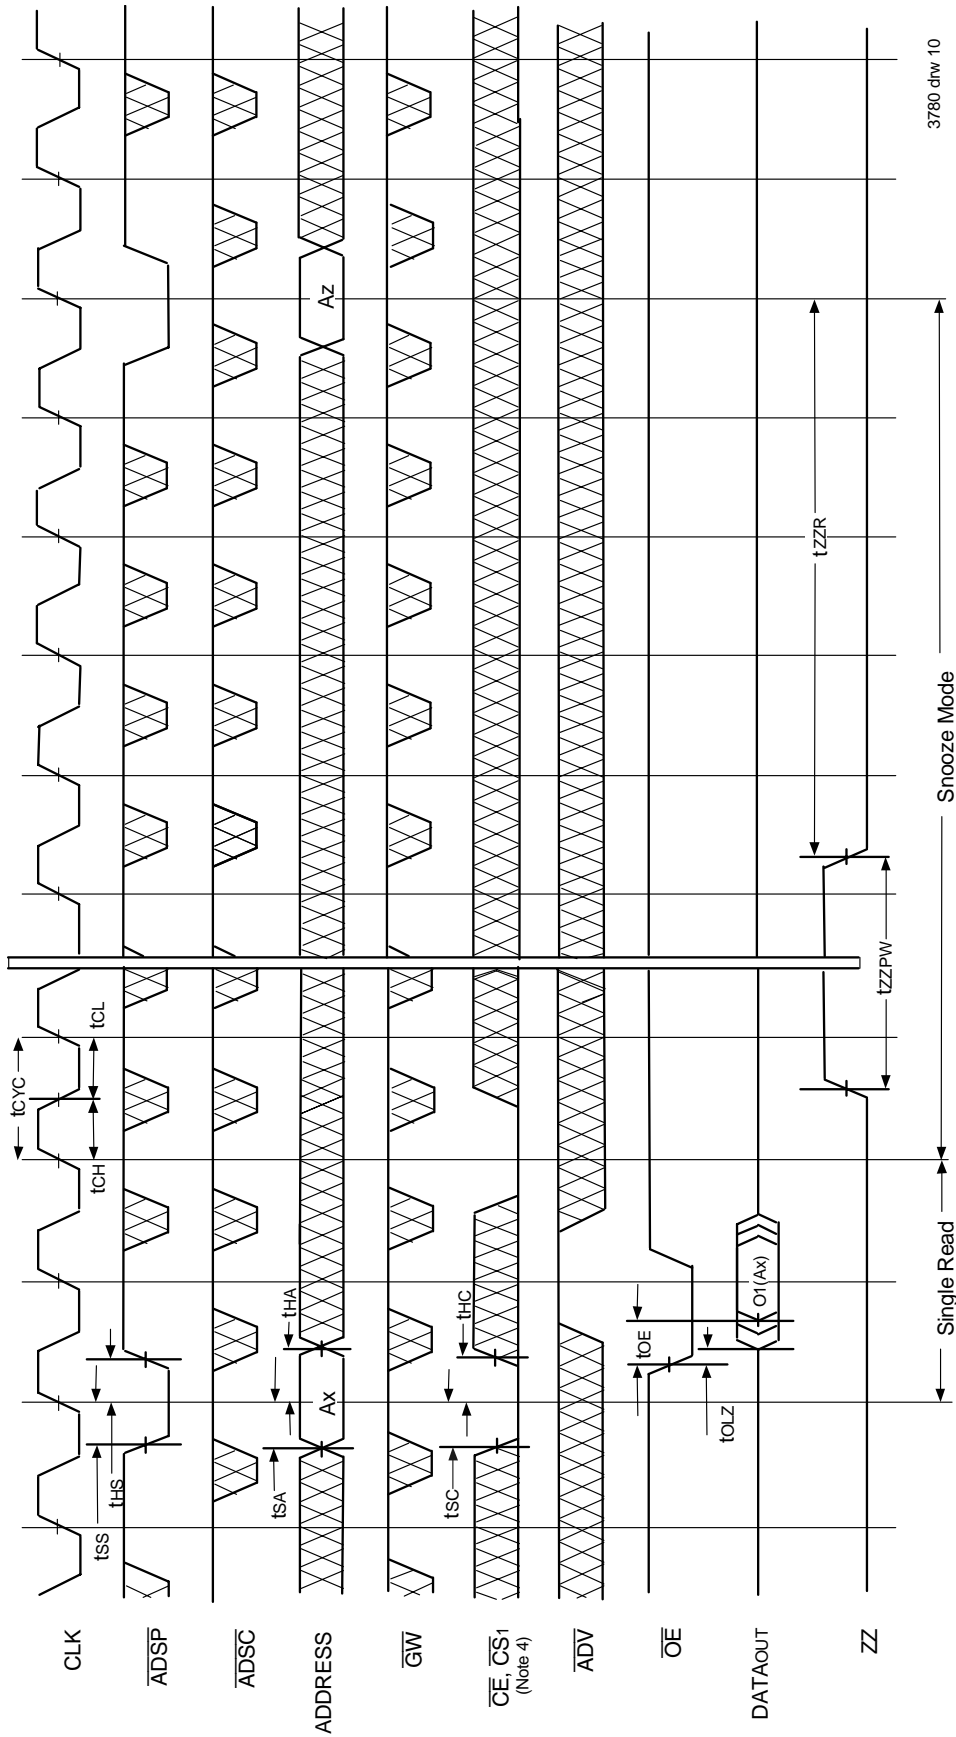 tCYC
tSS
tHS
tCH
tCL
CLK
ADSP
ADSC
tSA
tHA
Ax
Az
ADDRESS
GW
tSC
tHC
CE, CS1
(Note 4)
ADV
tOE
OE
tOLZ
O1(Ax)
DATAOUT
tZZR
tZZPW
ZZ
Single Read
Snooze Mode
3780 drw 10